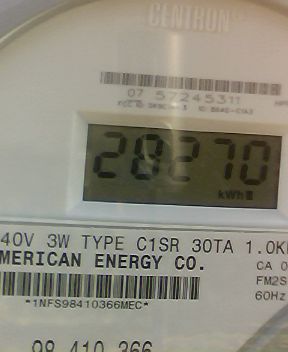 CENTRON
07 57245311
28270
kWh
40V 3W TYPE C1SR 30TA 1.0K
MERICAN ENERGY CO.
CA 0
FM2S
60Hz
*1NFS98410366MEC*
98 410 366